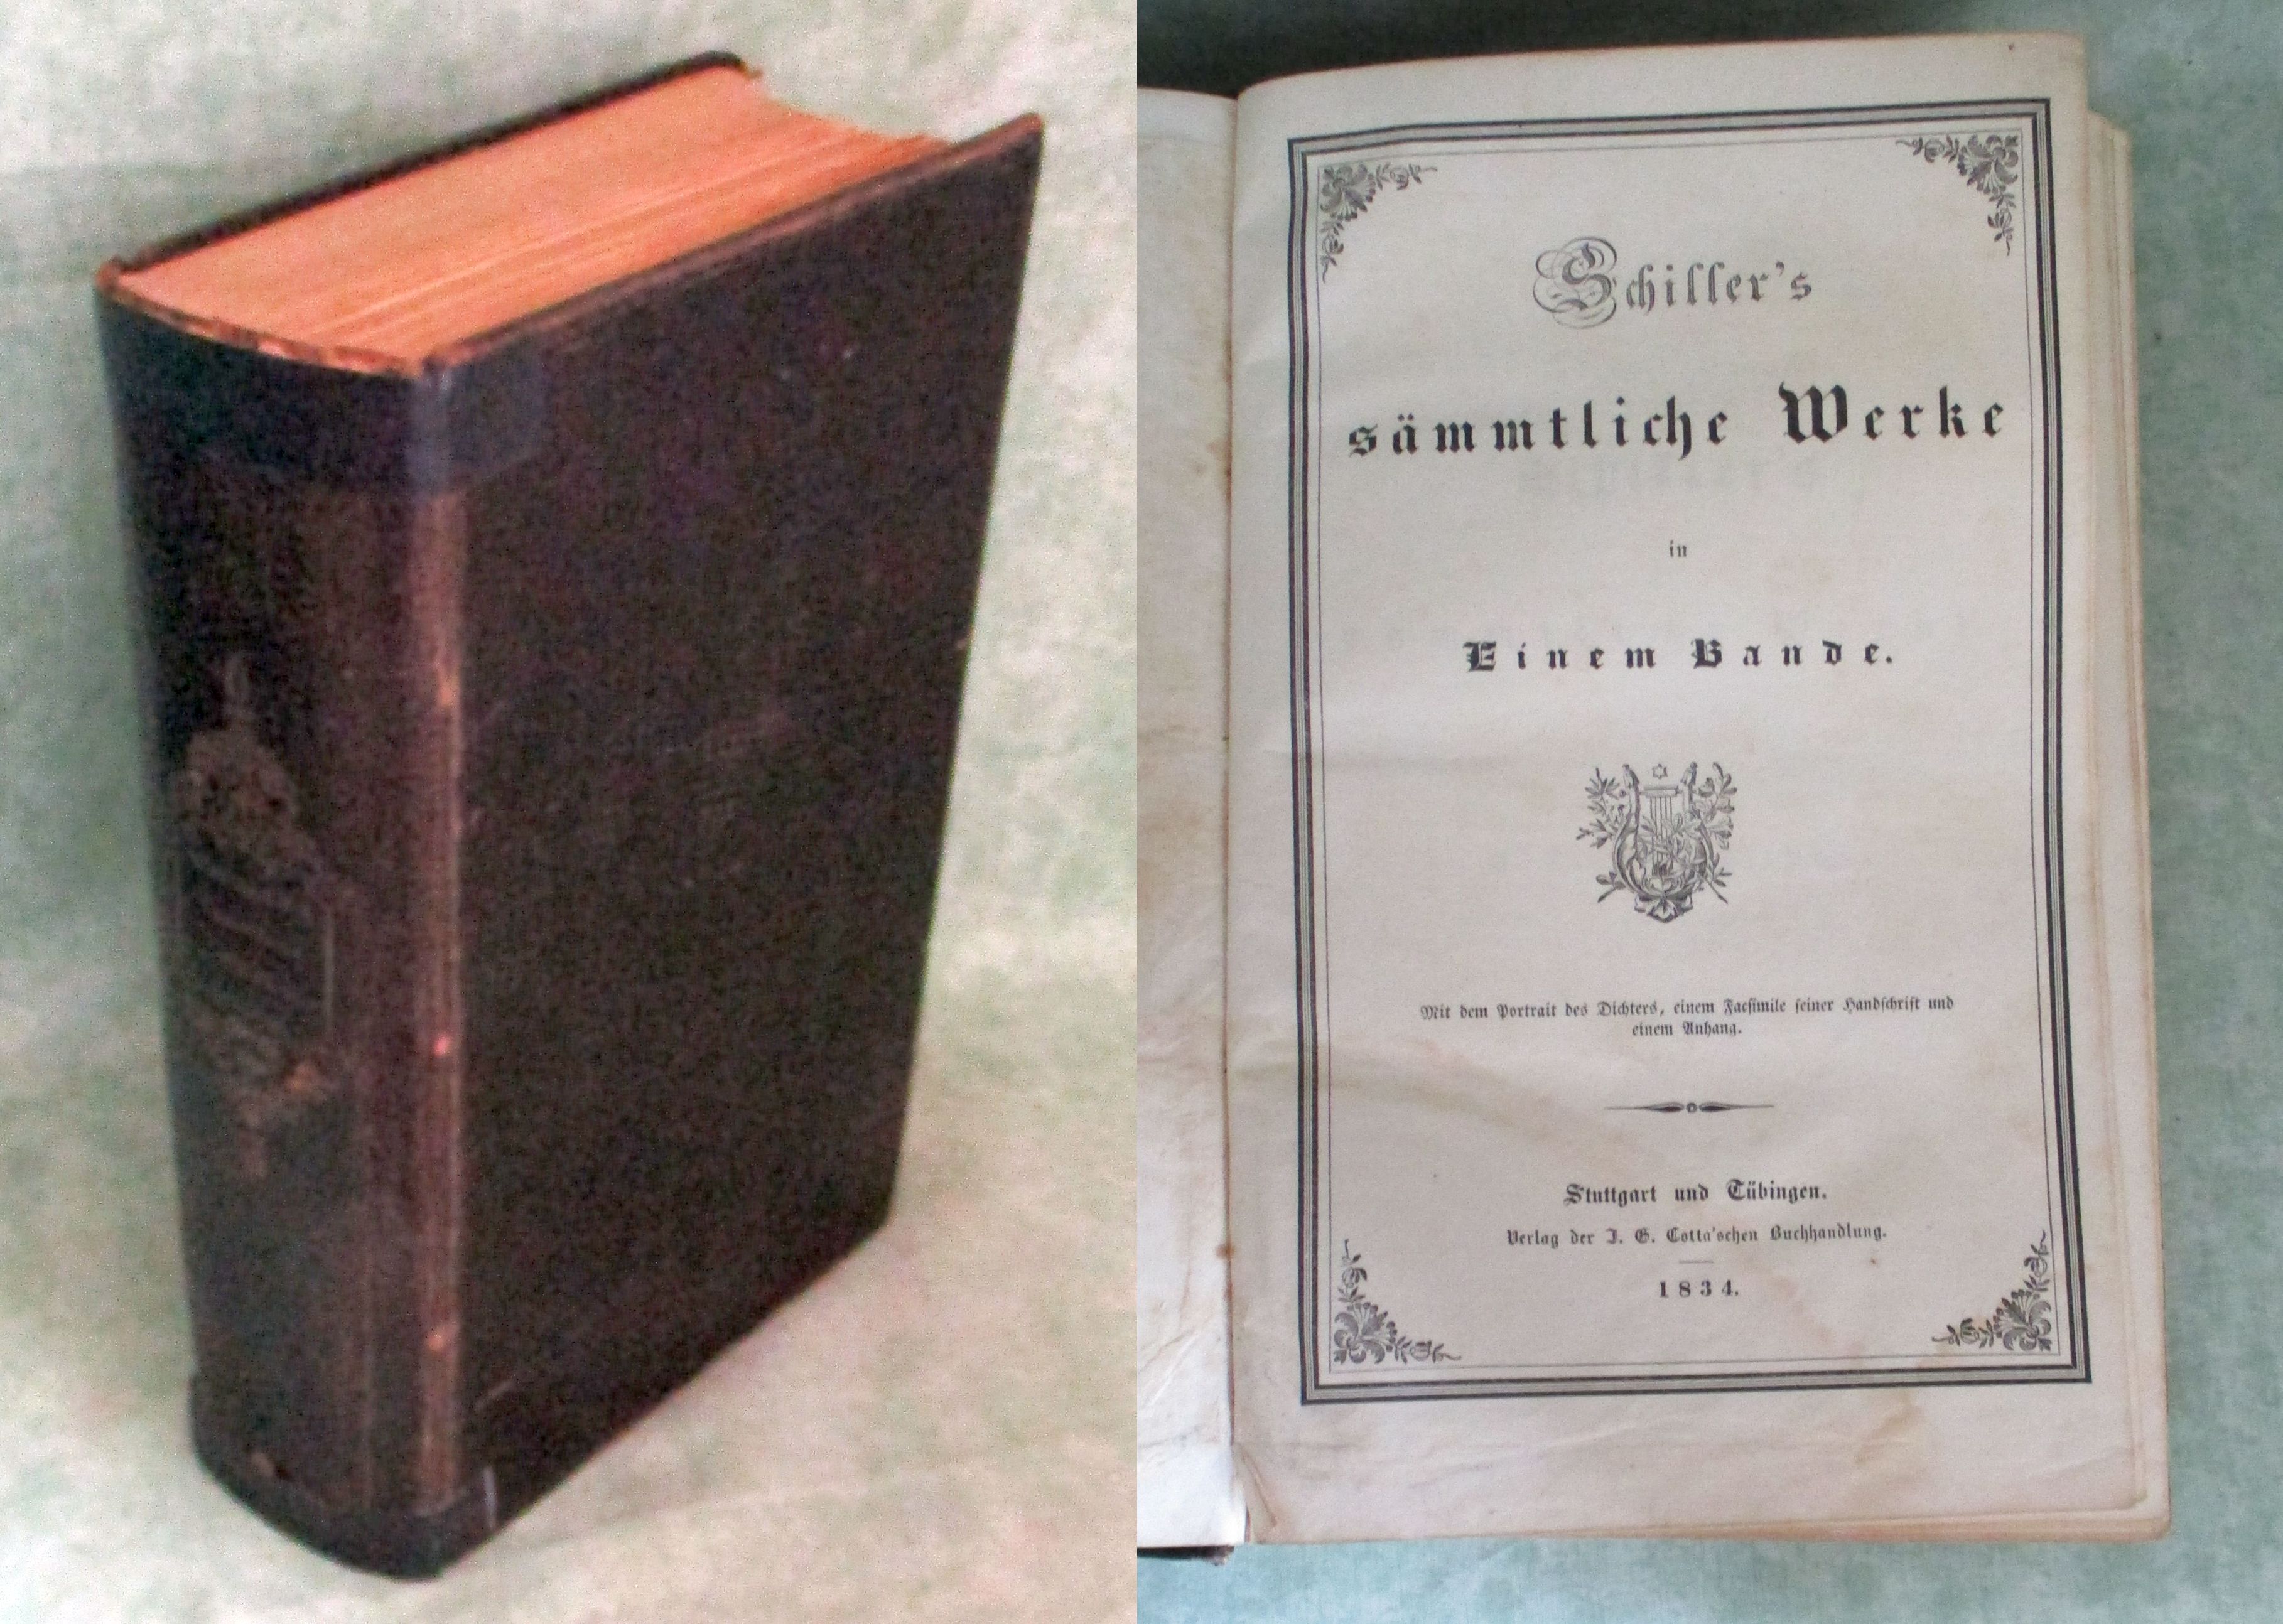 Schiller's
sämmtliche Werke
in
Einem Bande.
Mit dem Portrait des Dichters, einem Facsimile seiner Handschrift und
einem Anhang.
Stuttgart und Tübingen.
Verlag der J. G. Cotta'schen Buchhandlung.
1834.